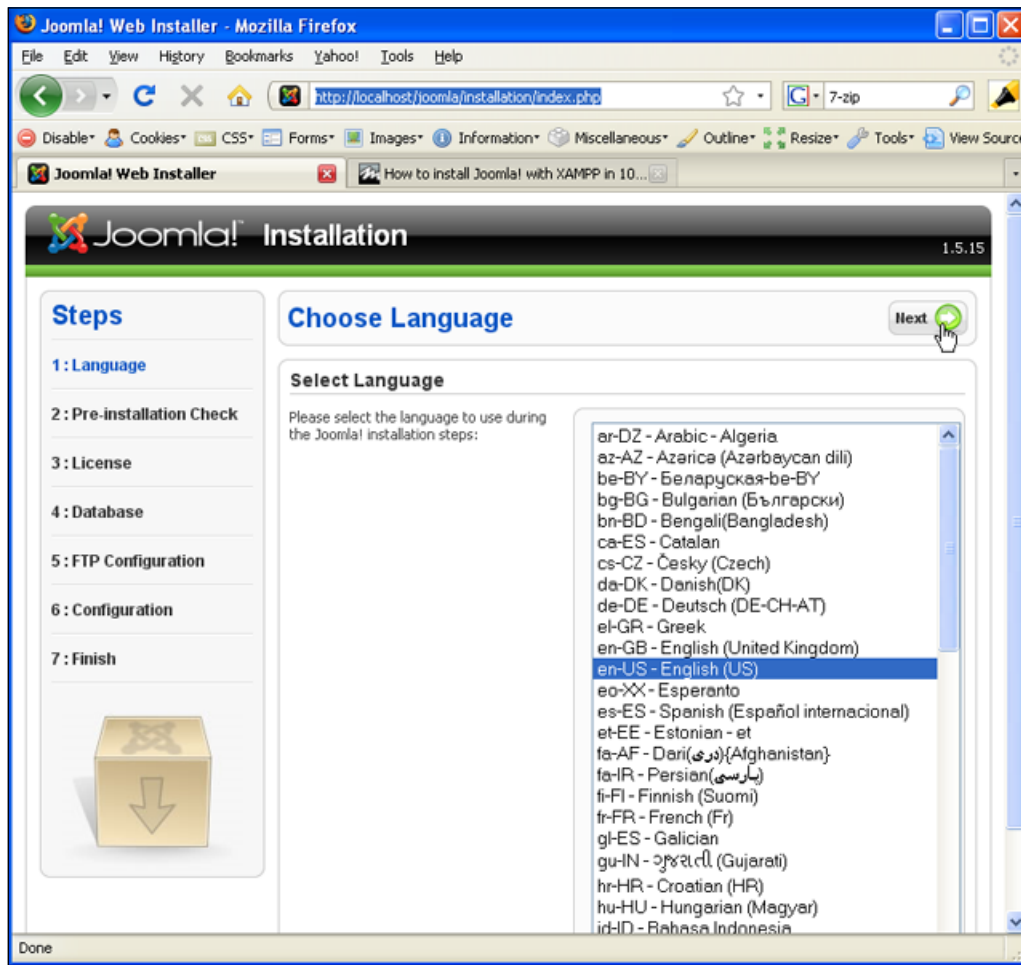 Joomla! Web Installer - Mozilla Firefox
File Edit View History Bookmarks Yahoo! Tools Help
http://localhost/joomla/installation/index.php
G 7-zip
Disable Cookies CSS Forms Images Information Miscellaneous Outline Resize Tools View Source
Joomla! Web Installer
How to install Joomla! with XAMPP in 10...
Joomla!™ Installation
1.5.15
Steps
1 : Language
2 : Pre-installation Check
3 : License
4 : Database
5 : FTP Configuration
6 : Configuration
7 : Finish
Choose Language
Next
Select Language
Please select the language to use during
the Joomla! installation steps:
ar-DZ - Arabic - Algeria
az-AZ - Azərica (Azərbaycan dili)
be-BY - Беларуская-be-BY
bg-BG - Bulgarian (Български)
bn-BD - Bengali(Bangladesh)
ca-ES - Catalan
cs-CZ - Česky (Czech)
da-DK - Danish(DK)
de-DE - Deutsch (DE-CH-AT)
el-GR - Greek
en-GB - English (United Kingdom)
en-US - English (US)
eo-XX - Esperanto
es-ES - Spanish (Español internacional)
et-EE - Estonian - et
fa-AF - Dari(دری){Afghanistan}
fa-IR - Persian(پارسی)
fi-FI - Finnish (Suomi)
fr-FR - French (Fr)
gl-ES - Galician
gu-IN - ગુજરાતી (Gujarati)
hr-HR - Croatian (HR)
hu-HU - Hungarian (Magyar)
id-ID - Bahasa Indonesia
Done